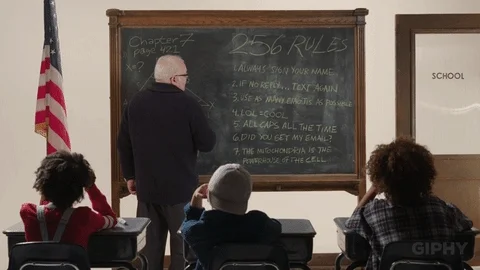 Chapter 7
page 421
x=?
256 RULES
1. ALWAYS SIGN YOUR NAME
2. IF NO REPLY... TEXT AGAIN
3. USE AS MANY EMOTES AS POSSIBLE
4. LOL = COOL
5. ALL CAPS ALL THE TIME
6. DID YOU GET MY EMAIL?
7. THE MITOCHONDRIA IS THE
POWERHOUSE OF THE CELL
SCHOOL
GIPHY